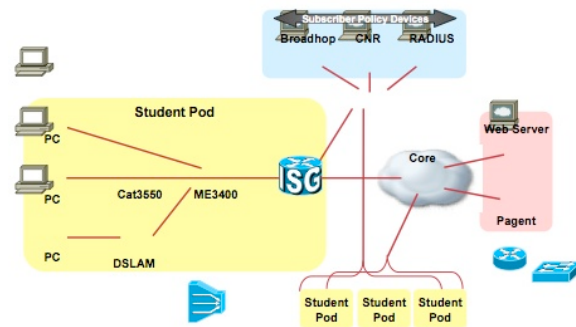 Subscriber Policy Devices
Broadhop CNR RADIUS
Student Pod
PC
Web Server
Core
ISG
PC
Cat3550 ME3400
Pagent
PC
DSLAM
Student Pod
Student Pod
Student Pod